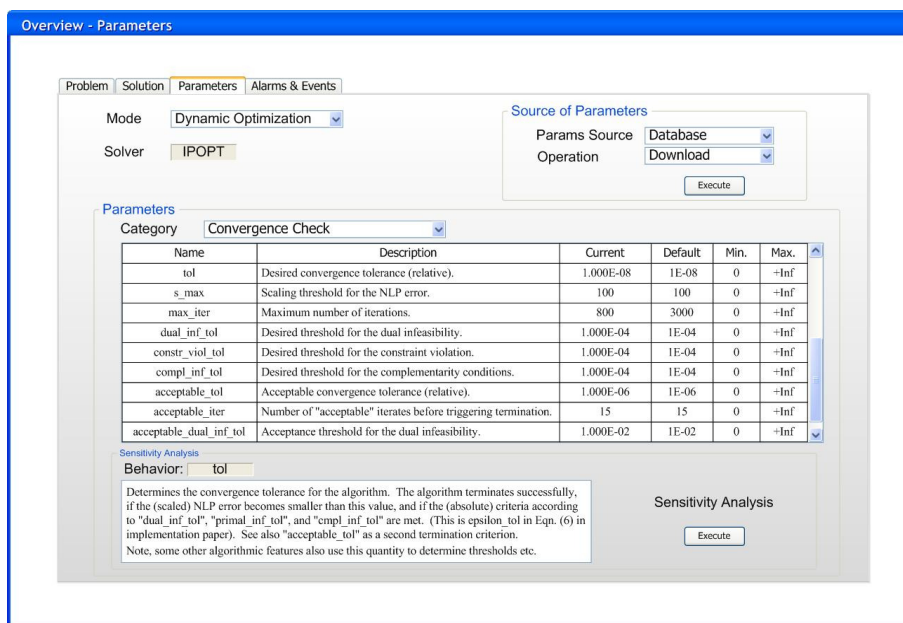 Overview - Parameters
Problem Solution Parameters Alarms & Events
Mode Dynamic Optimization
Solver IPOPT
Source of Parameters
Params Source Database
Operation Download
Execute
Parameters
Category Convergence Check
Name Description Current Default Min. Max.
tol Desired convergence tolerance (relative). 1.000E-08 1E-08 0 +Inf
s_max Scaling threshold for the NLP error. 100 100 0 +Inf
max_iter Maximum number of iterations. 800 3000 0 +Inf
dual_inf_tol Desired threshold for the dual infeasibility. 1.000E-04 1E-04 0 +Inf
constr_viol_tol Desired threshold for the constraint violation. 1.000E-04 1E-04 0 +Inf
compl_inf_tol Desired threshold for the complementarity conditions. 1.000E-04 1E-04 0 +Inf
acceptable_tol Acceptable convergence tolerance (relative). 1.000E-06 1E-06 0 +Inf
acceptable_iter Number of "acceptable" iterates before triggering termination. 15 15 0 +Inf
acceptable_dual_inf_tol Acceptance threshold for the dual infeasibility. 1.000E-02 1E-02 0 +Inf
Sensitivity Analysis
Behavior: tol
Determines the convergence tolerance for the algorithm. The algorithm terminates successfully,
if the (scaled) NLP error becomes smaller than this value, and if the (absolute) criteria according
to "dual_inf_tol", "primal_inf_tol", and "cmpl_inf_tol" are met. (This is epsilon_tol in Eqn. (6) in
implementation paper). See also "acceptable_tol" as a second termination criterion.
Note, some other algorithmic features also use this quantity to determine thresholds etc.
Sensitivity Analysis
Execute